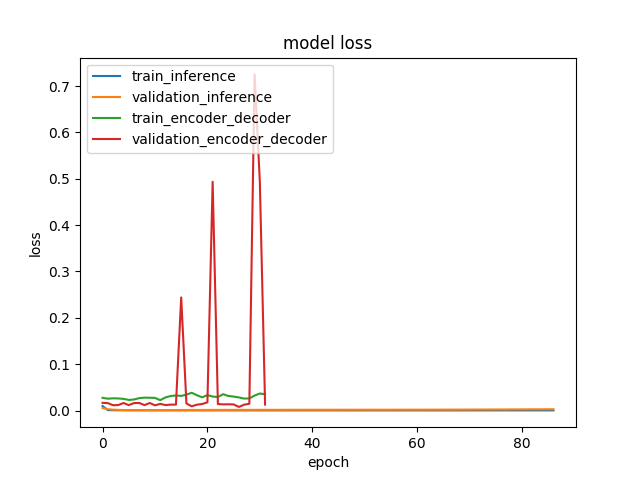 model loss
train_inference
validation_inference
train_encoder_decoder
validation_encoder_decoder
loss
0.7
0.6
0.5
0.4
0.3
0.2
0.1
0.0
0 20 40 60 80
epoch